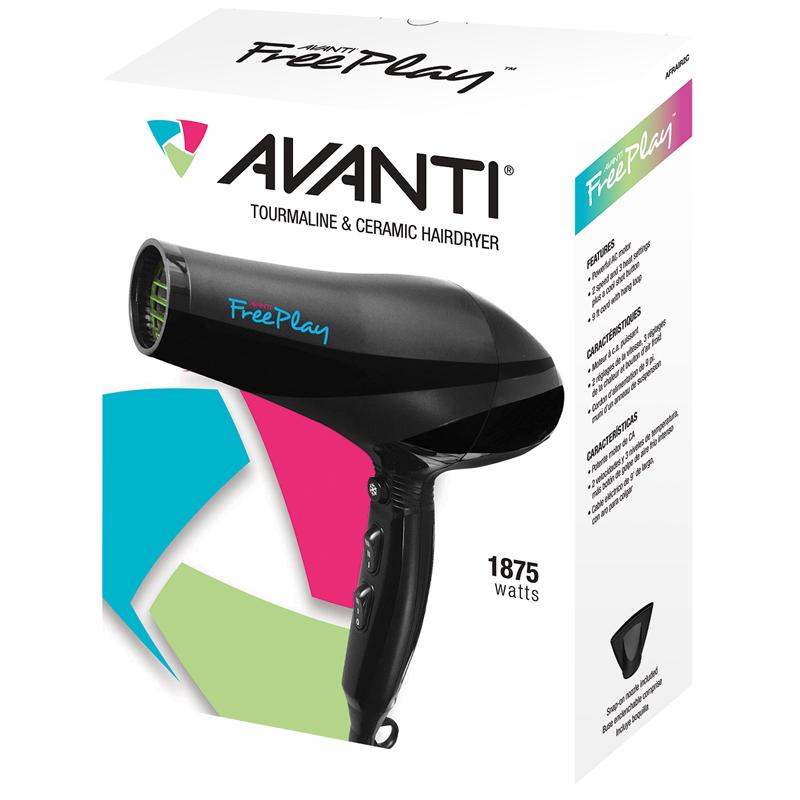 AVANTI
FreePlay™
AVANTI®
TOURMALINE & CERAMIC HAIRDRYER
AVANTI
FreePlay
1875
watts
AFRAIR2C
AVANTI
FreePlay™
FEATURES
• Powerful AC motor
• 2 speed and 3 heat settings
plus a cool shot button
• 9 ft cord with hang loop
CARACTÉRISTIQUES
• Moteur à c.a. puissant
• 2 réglages de la vitesse, 3 réglages
de la chaleur et bouton d'air froid
• Cordon d'alimentation de 9 pi.
muni d'un anneau de suspension
CARACTERÍSTICAS
• Potente motor de CA
• 2 velocidades y 3 niveles de temperatura,
más botón de golpe de aire frío intenso
• Cable eléctrico de 9' de largo,
con aro para colgar
Snap-on nozzle included
Buse enclenchable comprise
Incluye boquilla